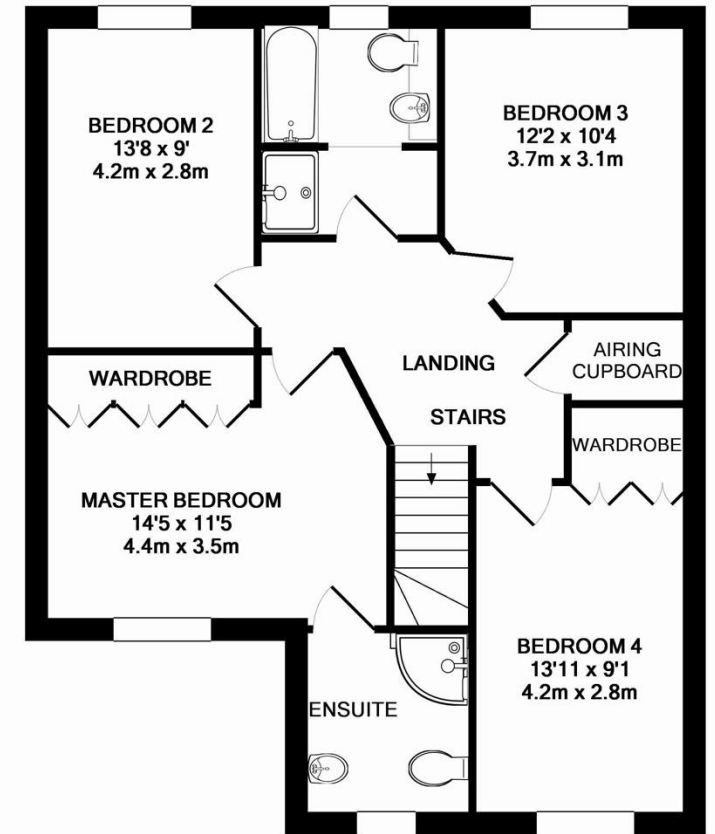 BEDROOM 2
13'8 x 9'
4.2m x 2.8m
BEDROOM 3
12'2 x 10'4
3.7m x 3.1m
WARDROBE
LANDING
AIRING
CUPBOARD
STAIRS
WARDROBE
MASTER BEDROOM
14'5 x 11'5
4.4m x 3.5m
BEDROOM 4
13'11 x 9'1
4.2m x 2.8m
ENSUITE